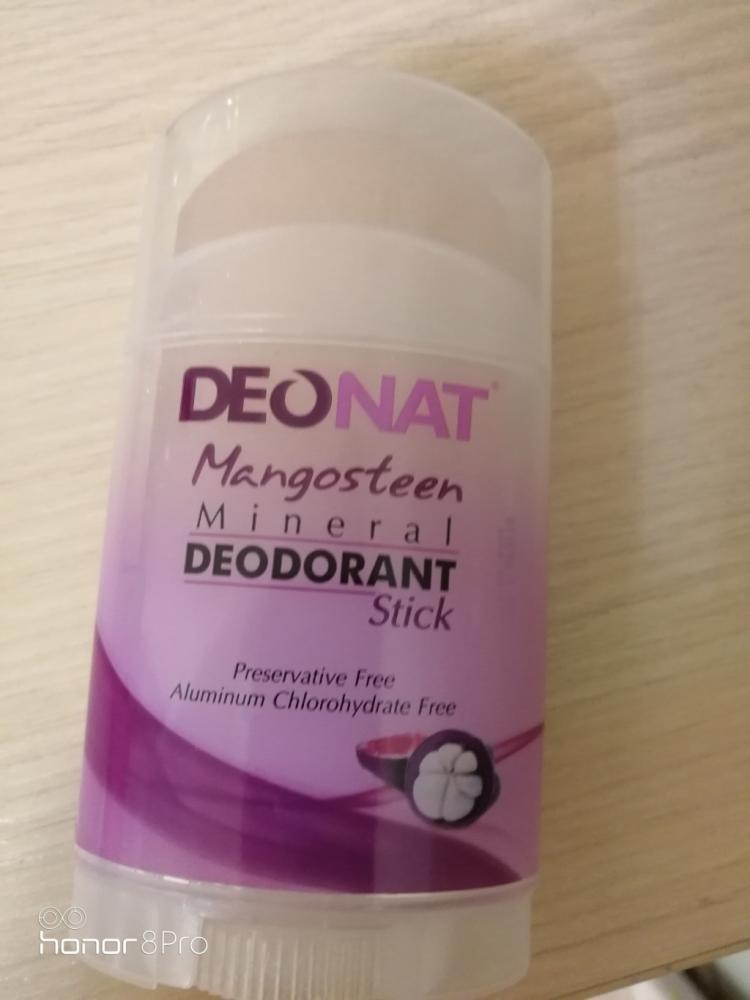 DEONAT
Mangosteen
Mineral
DEODORANT
Stick
Preservative Free
Aluminum Chlorohydrate Free
honor 8Pro